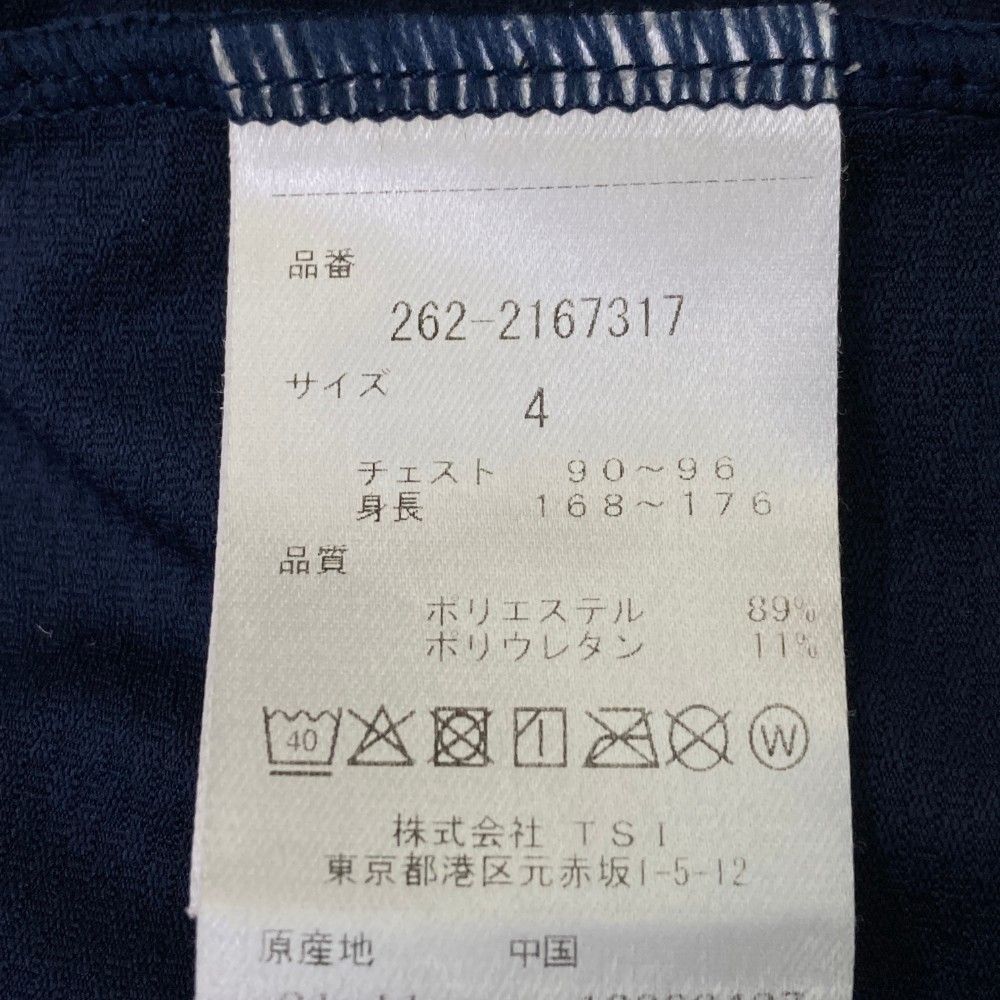 品番
262-2167317
サイズ
4
チェスト 90～96
身長 168～176
品質
ポリエステル 89%
ポリウレタン 11%
40
W
株式会社 TSI
東京都港区元赤坂1-5-12
原産地 中国